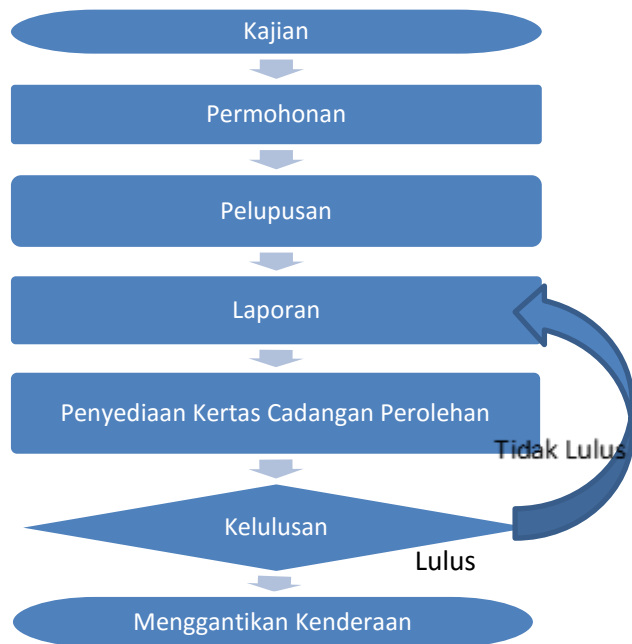 Kajian
Permohonan
Pelupusan
Laporan
Penyediaan Kertas Cadangan Perolehan
Tidak Lulus
Kelulusan
Lulus
Menggantikan Kenderaan